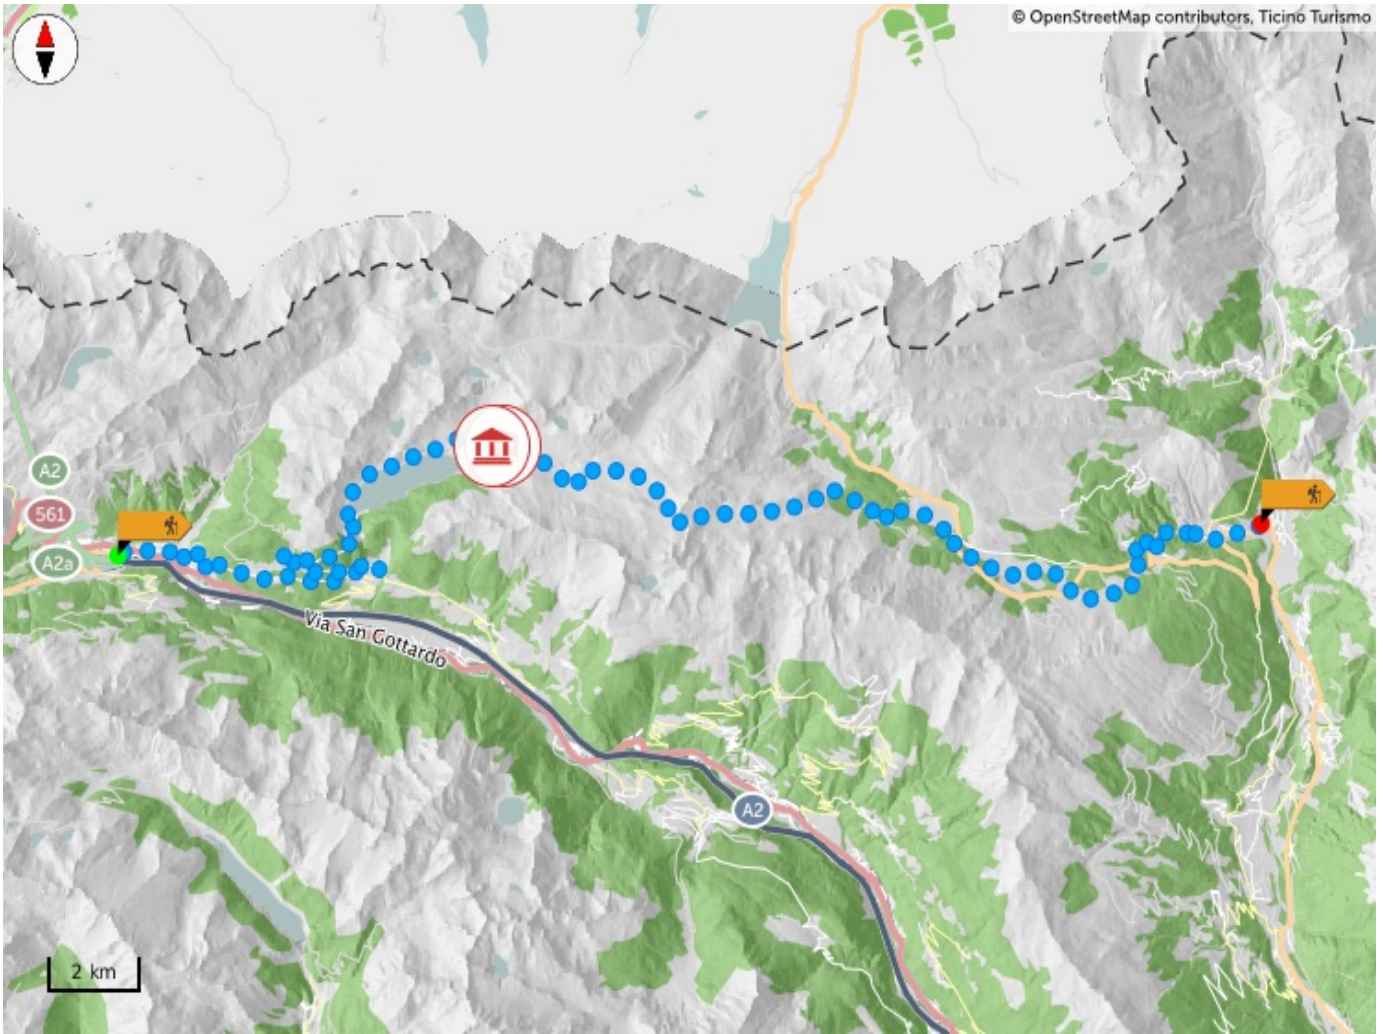 © OpenStreetMap contributors, Ticino Turismo
A2
561
A2a
Via San Gottardo
A2
2 km